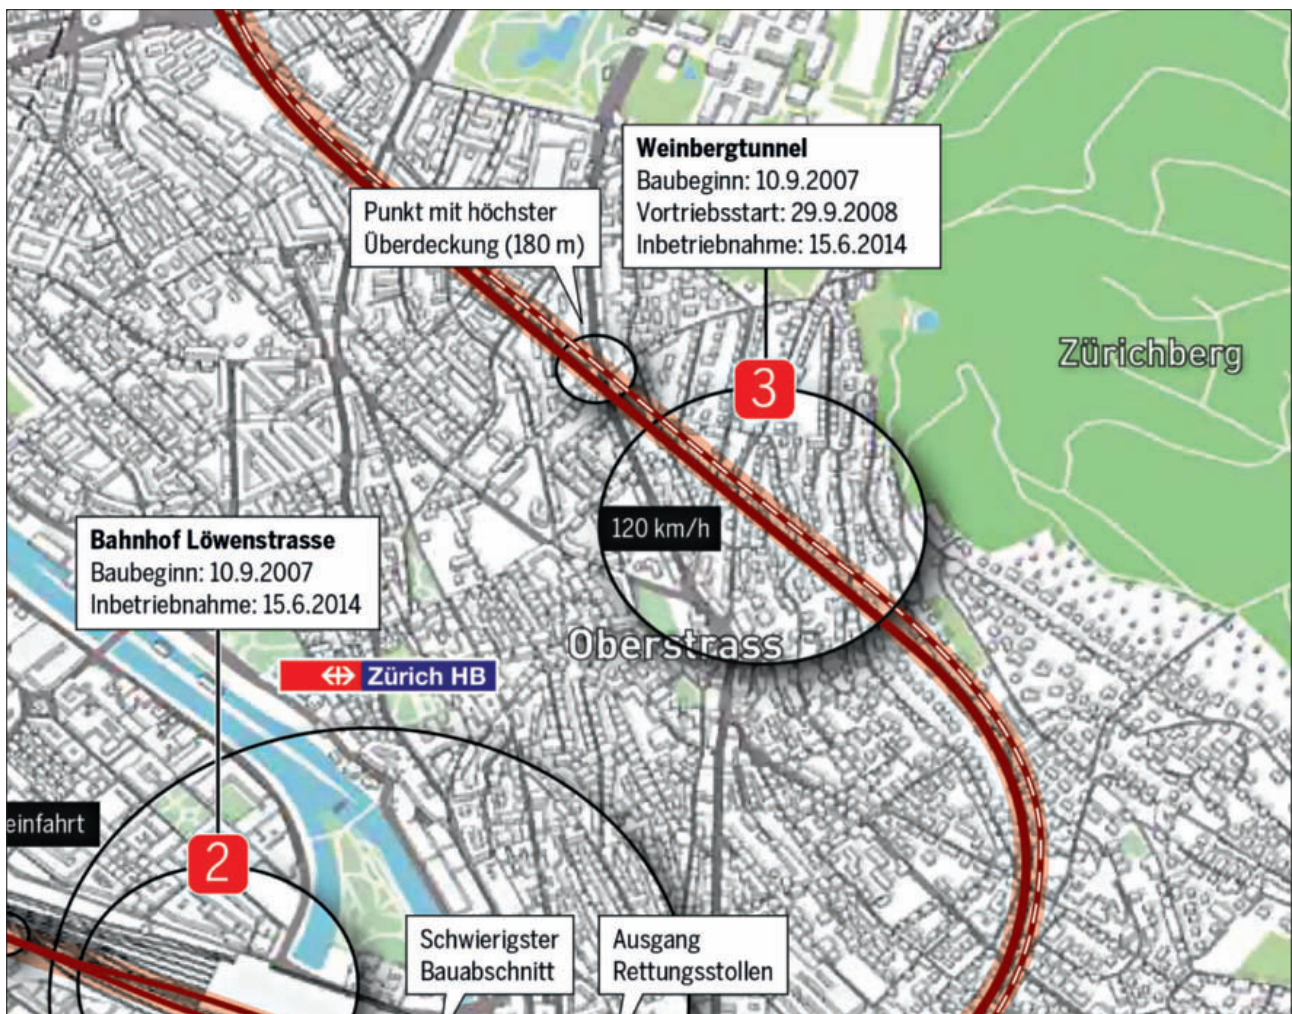 Weinbergtunnel
Baubeginn: 10.9.2007
Vortriebsstart: 29.9.2008
Inbetriebnahme: 15.6.2014
Punkt mit höchster
Überdeckung (180 m)
Zürichberg
3
120 km/h
Bahnhof Löwenstrasse
Baubeginn: 10.9.2007
Inbetriebnahme: 15.6.2014
Oberstrass
Zürich HB
einfahrt
2
Schwierigster
Bauabschnitt
Ausgang
Rettungsstollen